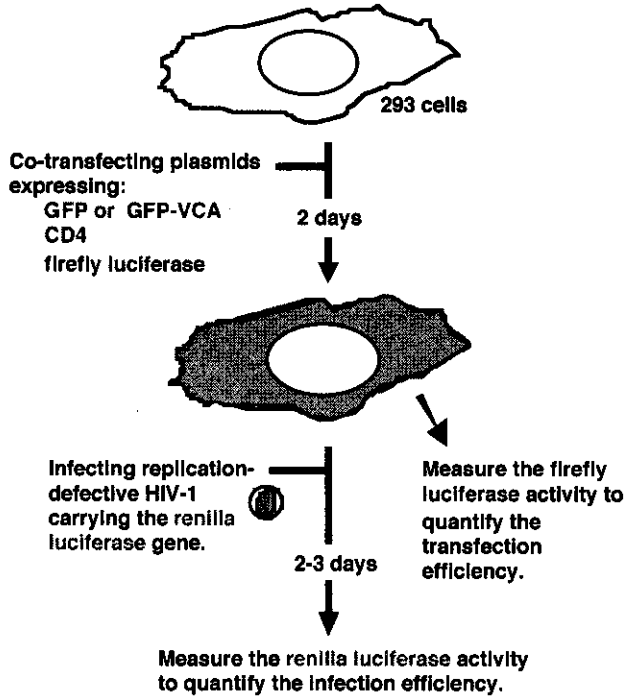 293 cells
Co-transfecting plasmids
expressing:
GFP or GFP-VCA
CD4
firefly luciferase
2 days
Infecting replication-
defective HIV-1
carrying the renilla
luciferase gene.
Measure the firefly
luciferase activity to
quantify the
transfection
efficiency.
2-3 days
Measure the renilla luciferase activity
to quantify the infection efficiency.